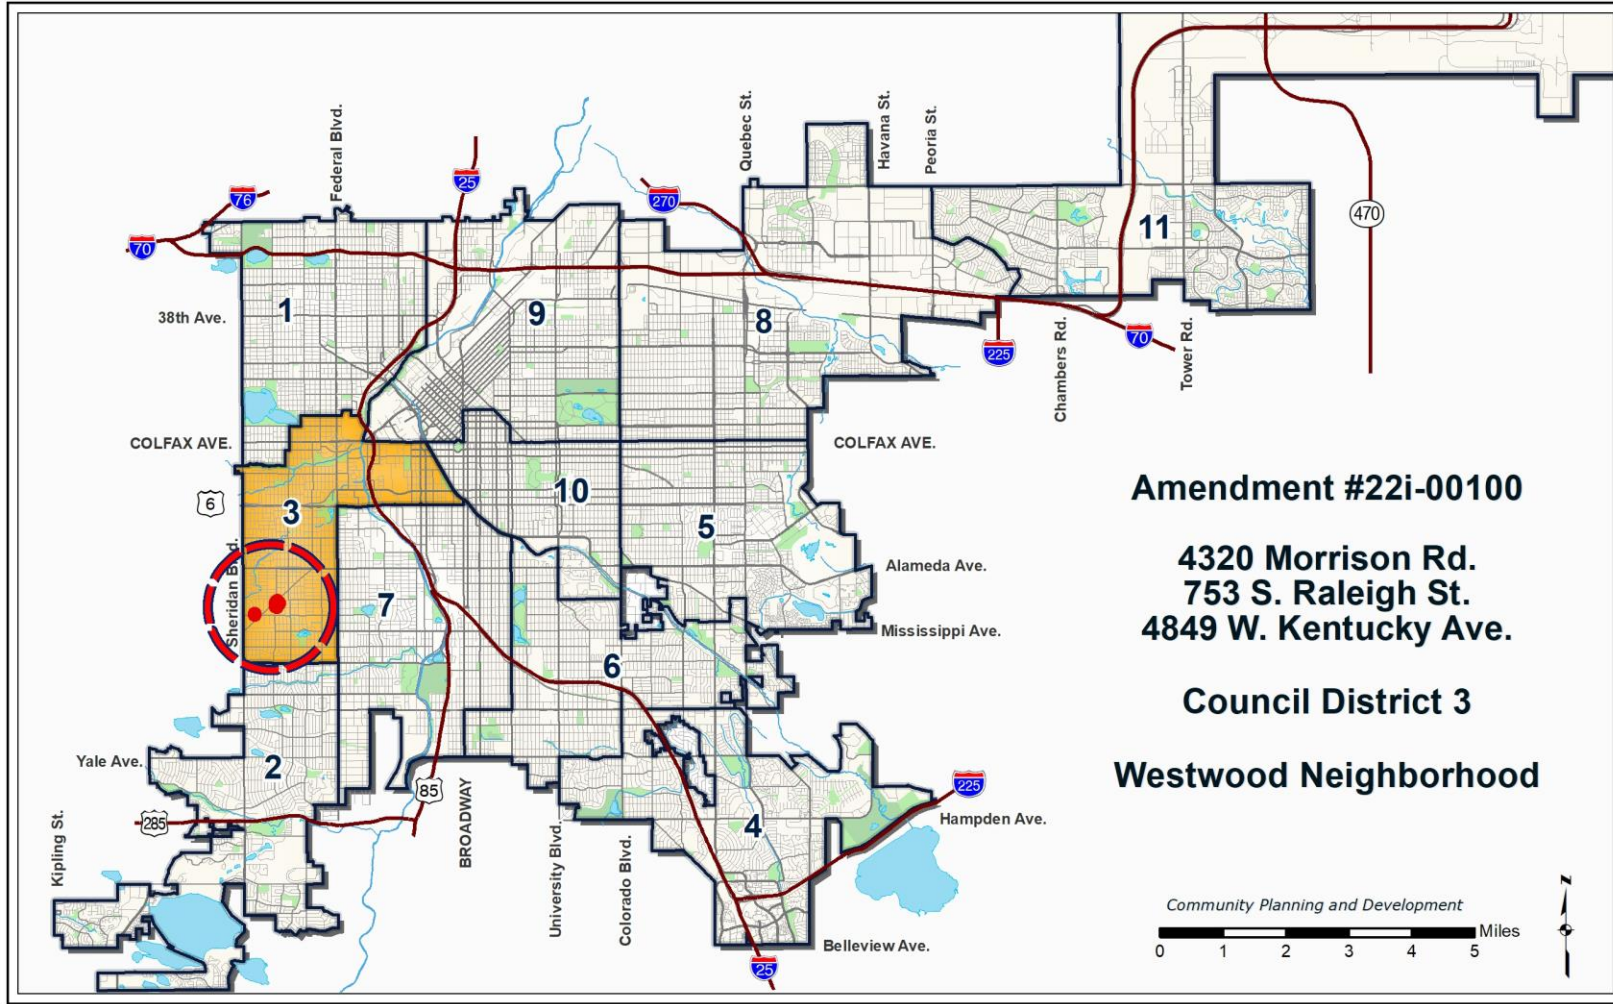 Federal Blvd.
Quebec St.
Havana St.
Peoria St.
76
25
270
70
470
11
1
9
8
38th Ave.
225
70
Chambers Rd.
Tower Rd.
COLFAX AVE.
COLFAX AVE.
6
3
10
5
Amendment #22i-00100
4320 Morrison Rd.
753 S. Raleigh St.
4849 W. Kentucky Ave.
Council District 3
Westwood Neighborhood
Sheridan Blvd.
7
Alameda Ave.
Mississippi Ave.
6
Yale Ave.
2
85
285
225
Hampden Ave.
4
Kipling St.
BROADWAY
University Blvd.
Colorado Blvd.
Belleview Ave.
25
Community Planning and Development
Miles
0 1 2 3 4 5
N